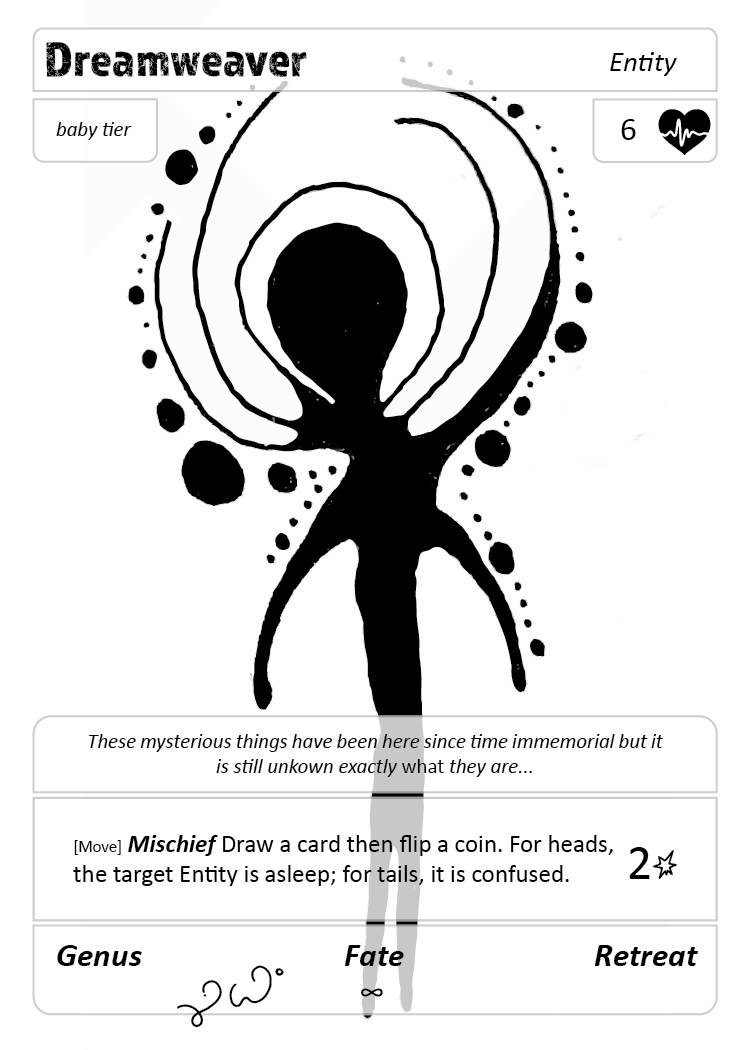 Dreamweaver
Entity
baby tier
6
These mysterious things have been here since time immemorial but it
is still unkown exactly what they are...
[Move] Mischief Draw a card then flip a coin. For heads,
the target Entity is asleep; for tails, it is confused.
2
Genus
Fate
Retreat
∞